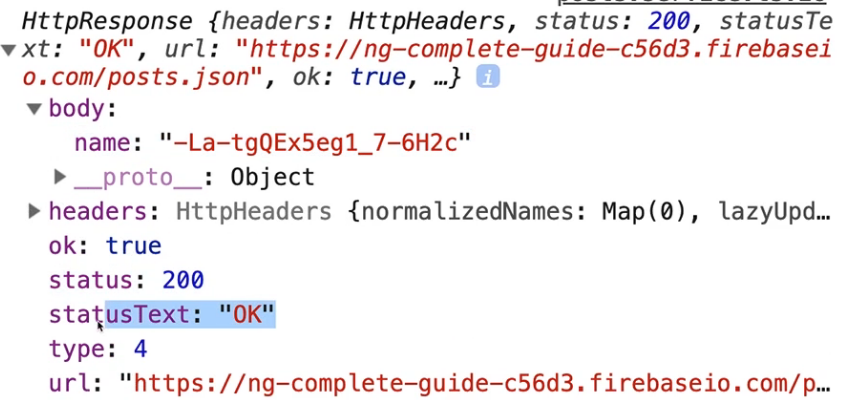 HttpResponse {headers: HttpHeaders, status: 200, statusTe
xt: "OK", url: "https://ng-complete-guide-c56d3.firebasei
o.com/posts.json", ok: true, …}
body:
name: "-La-tgQEx5eg1_7-6H2c"
__proto__: Object
headers: HttpHeaders {normalizedNames: Map(0), lazyUpd…
ok: true
status: 200
statusText: "OK"
type: 4
url: "https://ng-complete-guide-c56d3.firebaseio.com/p…